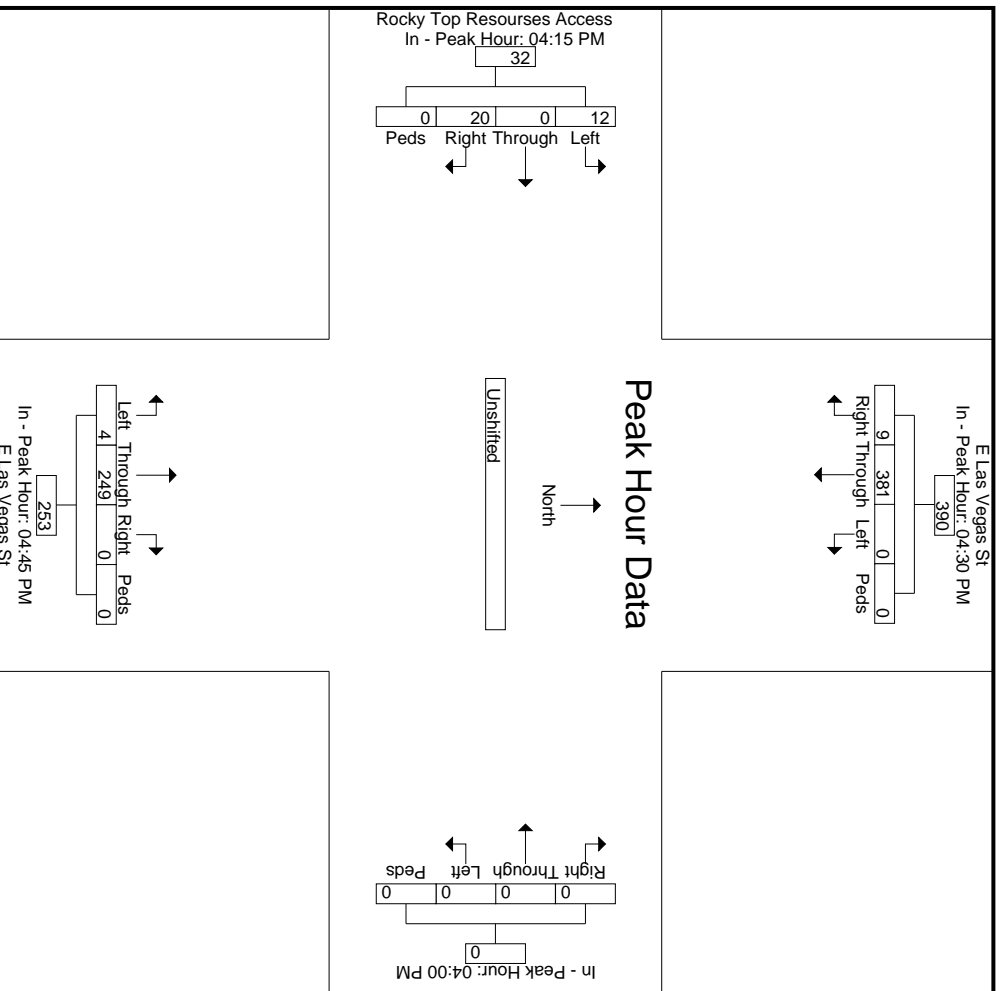 Rocky Top Resourses Access
In - Peak Hour: 04:15 PM
32
0 20 0 12
Peds Right Through Left
E Las Vegas St
In - Peak Hour: 04:30 PM
390
9 381 0 0
Right Through Left Peds
Peak Hour Data
North
Unshifted
Left Through Right Peds
4 249 0 0
253
In - Peak Hour: 04:45 PM
E Las Vegas St
Right Through Left Peds
0 0 0 0
0
In - Peak Hour: 04:00 PM